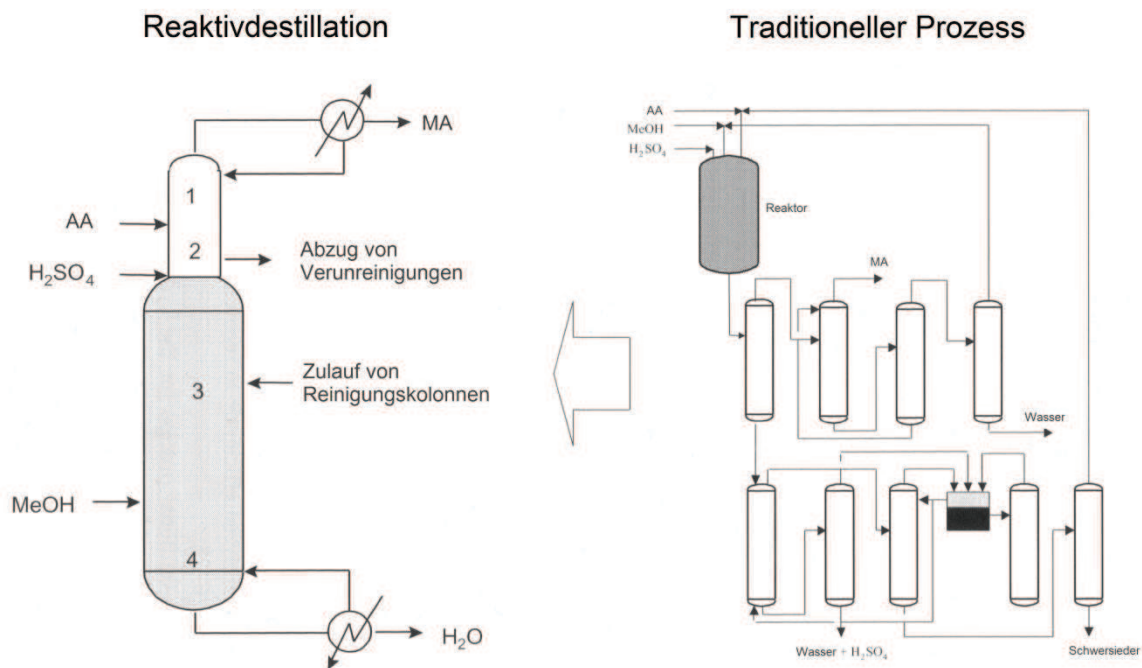 Reaktivdestillation
MA
1
AA
2
Abzug von
Verunreinigungen
H₂SO₄
3
Zulauf von
Reinigungskolonnen
MeOH
4
H₂O
Traditioneller Prozess
AA
MeOH
H₂SO₄
Reaktor
MA
Wasser
Wasser + H₂SO₄
Schwersieder